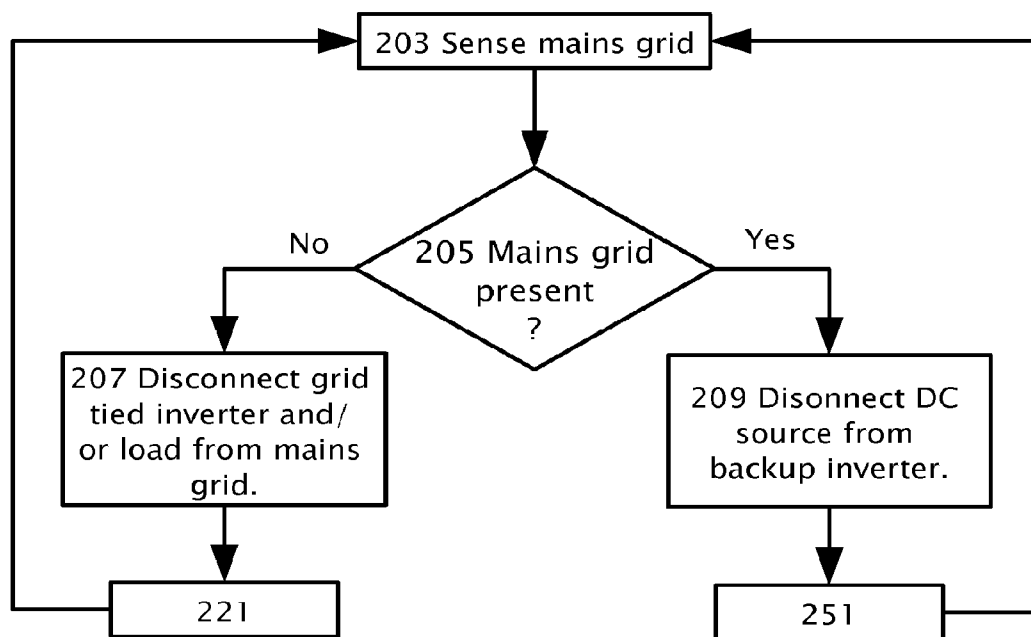 203 Sense mains grid
No
205 Mains grid
present
?
Yes
207 Disconnect grid
tied inverter and/
or load from mains
grid.
209 Disonnect DC
source from
backup inverter.
221
251